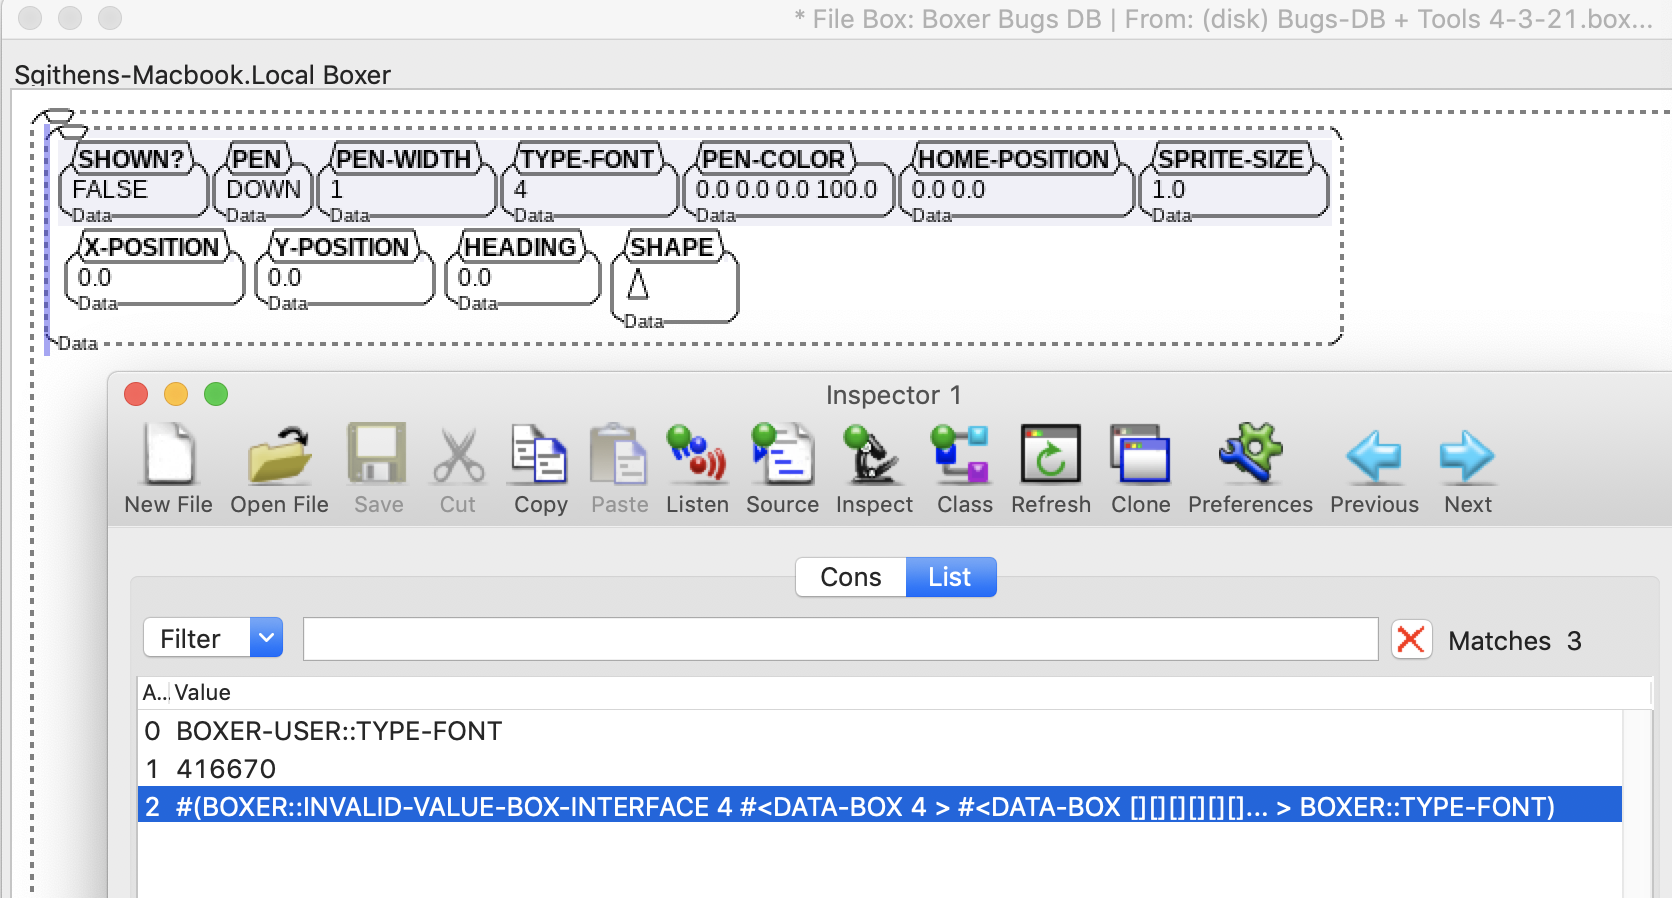 * File Box: Boxer Bugs DB | From: (disk) Bugs-DB + Tools 4-3-21.box...
Sgithens-Macbook.Local Boxer
SHOWN? PEN PEN-WIDTH TYPE-FONT PEN-COLOR HOME-POSITION SPRITE-SIZE
FALSE DOWN 1 4 0.0 0.0 0.0 100.0 0.0 0.0 1.0
Data Data Data Data Data Data Data
X-POSITION Y-POSITION HEADING SHAPE
0.0 0.0 0.0
Data Data Data Data
Data
Inspector 1
New File Open File Save Cut Copy Paste Listen Source Inspect Class Refresh Clone Preferences Previous Next
Cons List
Filter Matches 3
A... Value
0 BOXER-USER::TYPE-FONT
1 416670
2 #(BOXER::INVALID-VALUE-BOX-INTERFACE 4 #<DATA-BOX 4 > #<DATA-BOX [][][][][][]... > BOXER::TYPE-FONT)